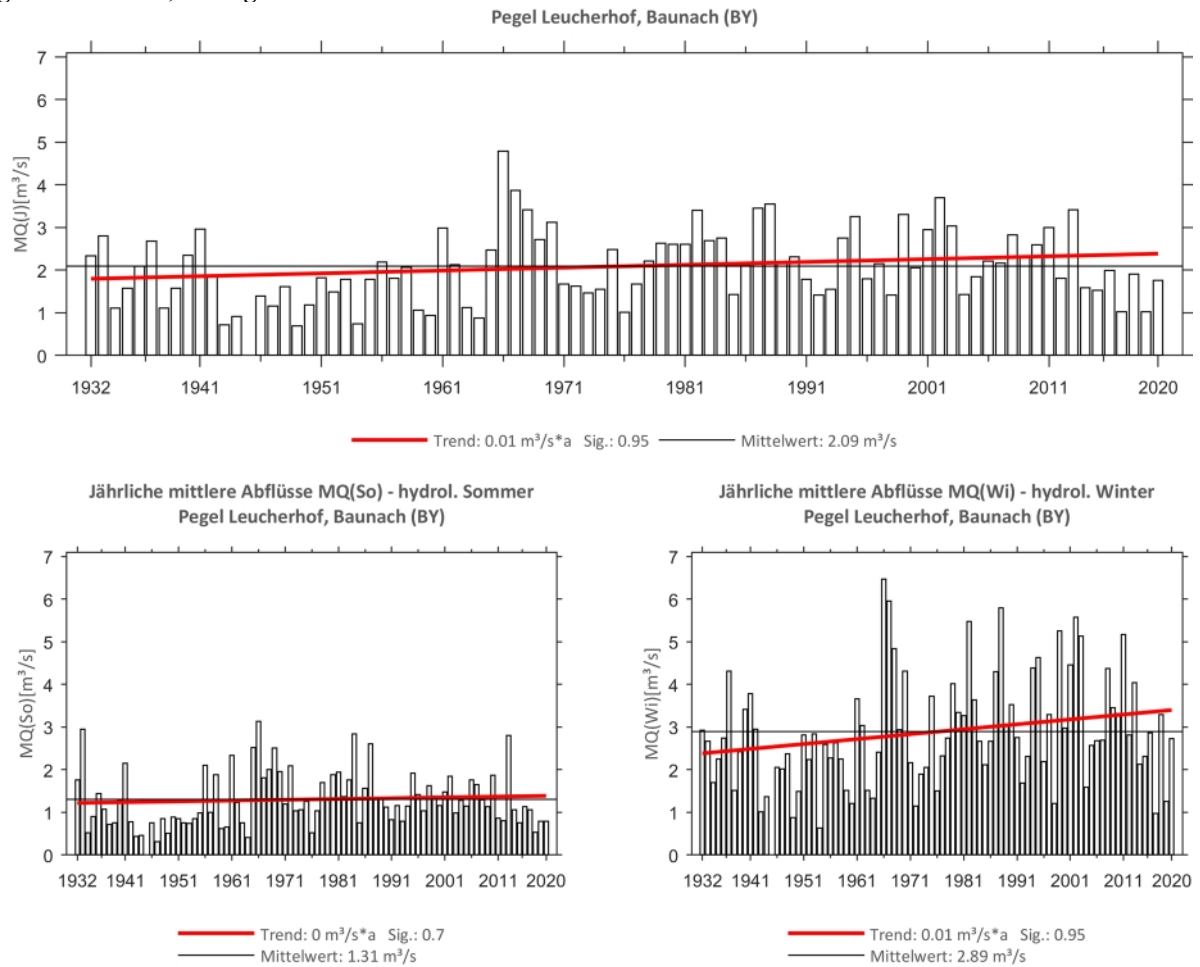 Pegel Leucherhof, Baunach (BY)
7
6
5
4
3
2
1
0
MQ(J)[m³/s]
1932 1941 1951 1961 1971 1981 1991 2001 2011 2020
Trend: 0.01 m³/s*a Sig.: 0.95 Mittelwert: 2.09 m³/s
Jährliche mittlere Abflüsse MQ(So) - hydrol. Sommer
Pegel Leucherhof, Baunach (BY)
7
6
5
4
3
2
1
0
MQ(So)[m³/s]
1932 1941 1951 1961 1971 1981 1991 2001 2011 2020
Trend: 0 m³/s*a Sig.: 0.7
Mittelwert: 1.31 m³/s
Jährliche mittlere Abflüsse MQ(Wi) - hydrol. Winter
Pegel Leucherhof, Baunach (BY)
7
6
5
4
3
2
1
0
MQ(Wi)[m³/s]
1932 1941 1951 1961 1971 1981 1991 2001 2011 2020
Trend: 0.01 m³/s*a Sig.: 0.95
Mittelwert: 2.89 m³/s